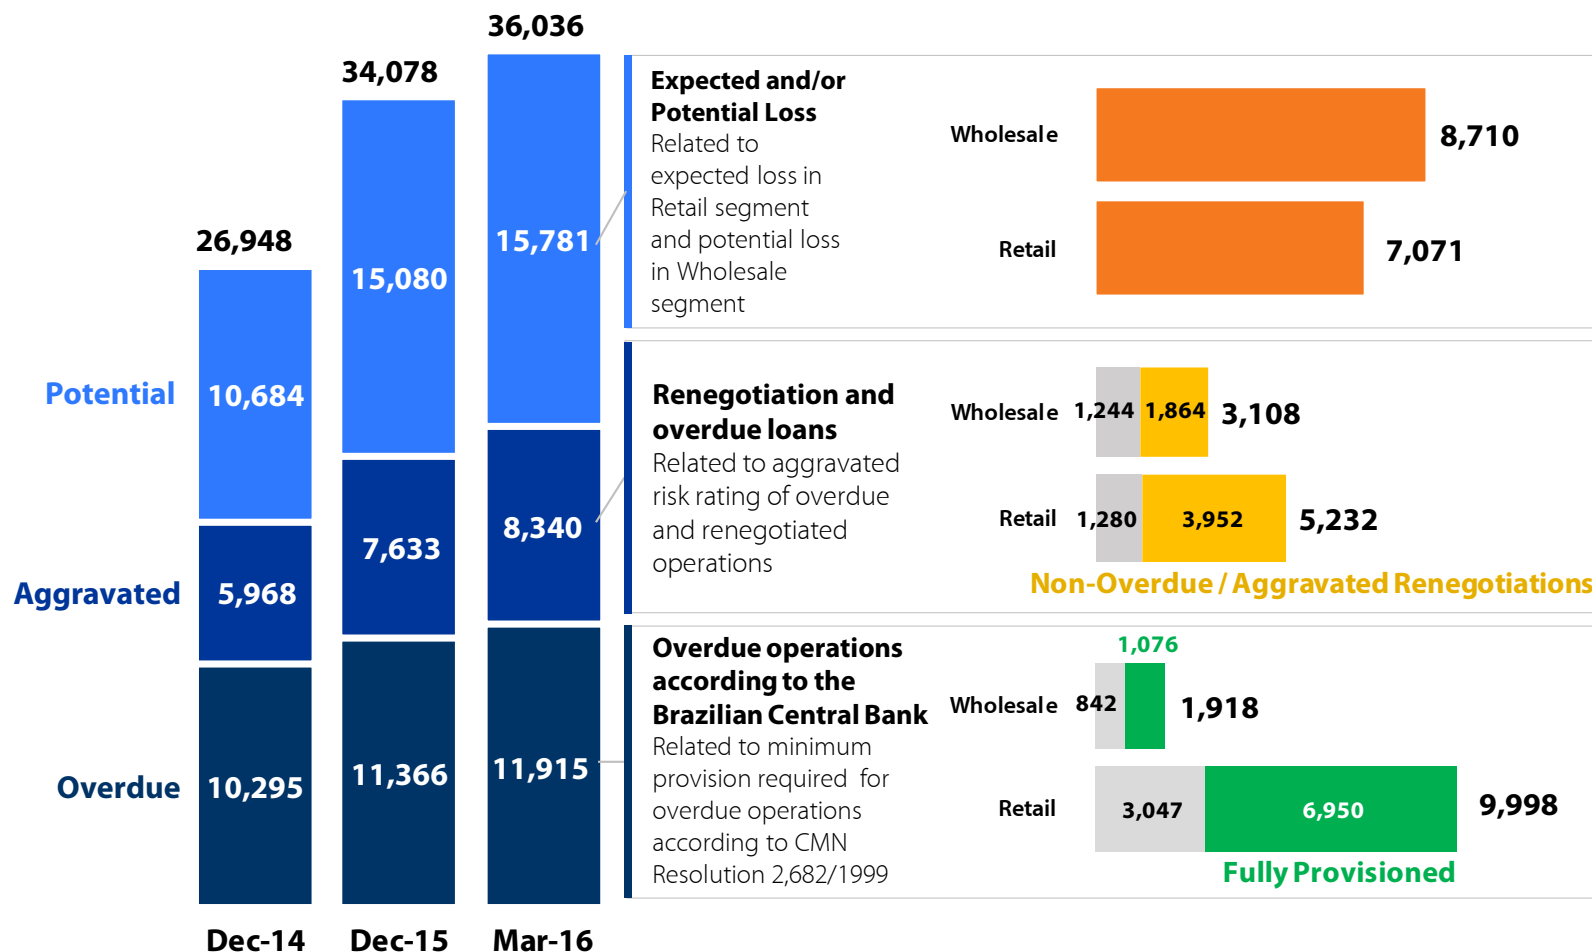 36,036
34,078
26,948
Potential
10,684
15,080
15,781
Aggravated
5,968
7,633
8,340
Overdue
10,295
11,366
11,915
Dec-14
Dec-15
Mar-16
Expected and/or
Potential Loss
Related to
expected loss in
Retail segment
and potential loss
in Wholesale
segment
Wholesale
8,710
Retail
7,071
Renegotiation and
overdue loans
Related to aggravated
risk rating of overdue
and renegotiated
operations
Wholesale
1,244
1,864
3,108
Retail
1,280
3,952
5,232
Non-Overdue / Aggravated Renegotiations
Overdue operations
according to the
Brazilian Central Bank
Related to minimum
provision required for
overdue operations
according to CMN
Resolution 2,682/1999
1,076
Wholesale
842
1,918
Retail
3,047
6,950
9,998
Fully Provisioned